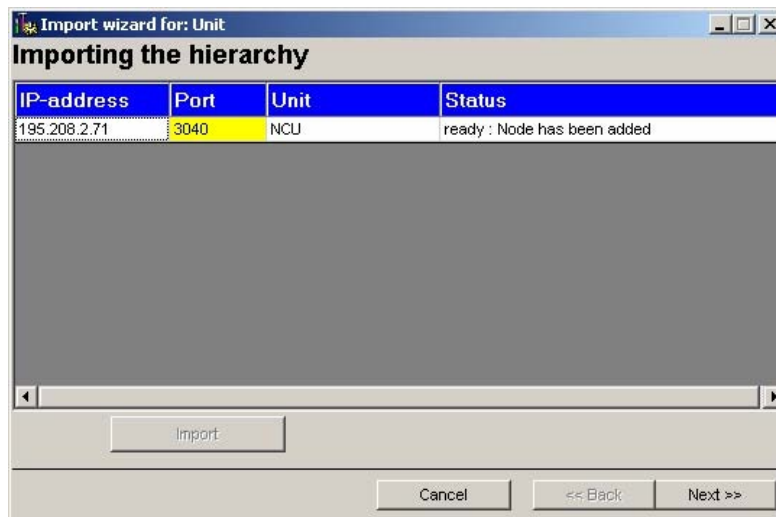 Import wizard for: Unit
Importing the hierarchy
IP-address Port Unit Status
195.208.2.71 3040 NCU ready : Node has been added
Import
Cancel << Back Next >>